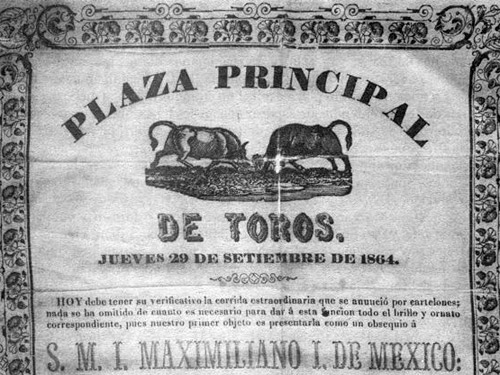 PLAZA PRINCIPAL
DE TOROS.
JUEVES 29 DE SETIEMBRE DE 1864.
HOY debe tener su verificativo la corrida estraordinaria que se anunció por cartelones;
nada se ha omitido de cuanto es necesario para dar á esta funcion todo el brillo y ornato
correspondiente, pues nuestro primer objeto es presentarla como un obsequio á
S. M. I. MAXIMILIANO I. DE MEXICO: